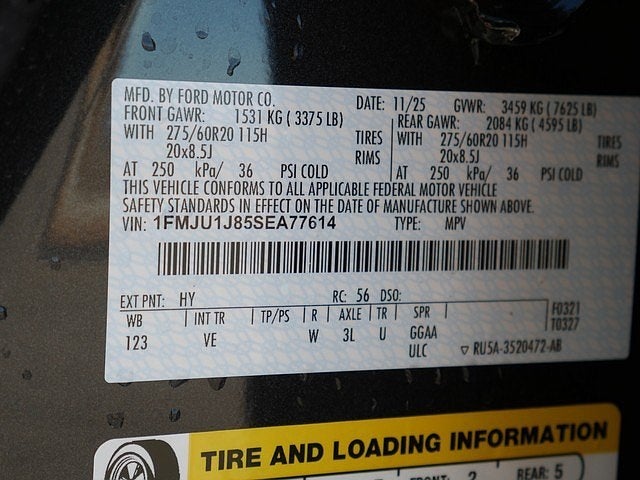 MFD. BY FORD MOTOR CO. DATE: 11/25 GVWR: 3459 KG ( 7625 LB)
FRONT GAWR: 1531 KG ( 3375 LB) REAR GAWR: 2084 KG ( 4595 LB)
WITH 275/60R20 115H TIRES WITH 275/60R20 115H TIRES
20x8.5J RIMS 20x8.5J RIMS
AT 250 kPa/ 36 PSI COLD AT 250 kPa/ 36 PSI COLD
THIS VEHICLE CONFORMS TO ALL APPLICABLE FEDERAL MOTOR VEHICLE
SAFETY STANDARDS IN EFFECT ON THE DATE OF MANUFACTURE SHOWN ABOVE.
VIN: 1FMJU1J85SEA77614 TYPE: MPV
EXT PNT: HY RC: 56 DSO:
WB INT TR TP/PS R AXLE TR SPR F0321
T0327
123 VE W 3L U GGAA
ULC ▽ RU5A-3520472-AB
TIRE AND LOADING INFORMATION
FRONT: 2 REAR: 5